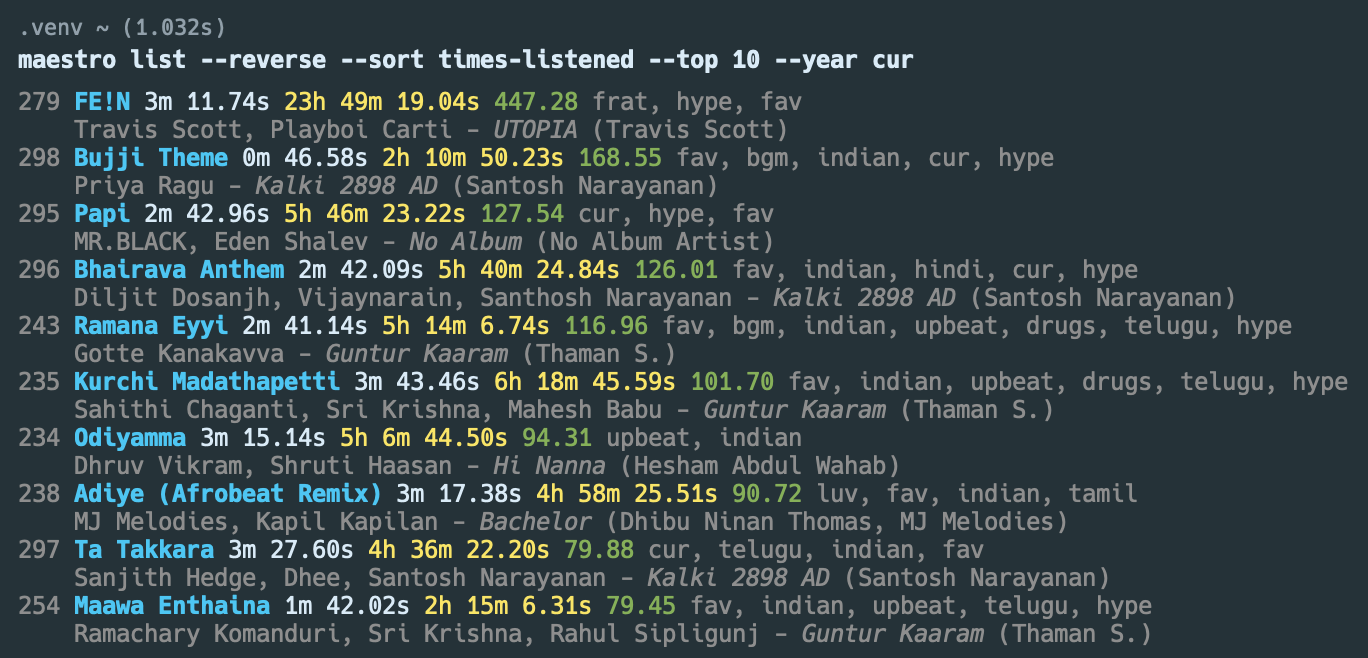 .venv ~ (1.032s)
maestro list --reverse --sort times-listened --top 10 --year cur
279 FE!N 3m 11.74s 23h 49m 19.04s 447.28 frat, hype, fav
Travis Scott, Playboi Carti - UTOPIA (Travis Scott)
298 Bujji Theme 0m 46.58s 2h 10m 50.23s 168.55 fav, bgm, indian, cur, hype
Priya Ragu - Kalki 2898 AD (Santosh Narayanan)
295 Papi 2m 42.96s 5h 46m 23.22s 127.54 cur, hype, fav
MR.BLACK, Eden Shalev - No Album (No Album Artist)
296 Bhairava Anthem 2m 42.09s 5h 40m 24.84s 126.01 fav, indian, hindi, cur, hype
Diljit Dosanjh, Vijaynarain, Santhosh Narayanan - Kalki 2898 AD (Santosh Narayanan)
243 Ramana Eyyi 2m 41.14s 5h 14m 6.74s 116.96 fav, bgm, indian, upbeat, drugs, telugu, hype
Gotte Kanakavva - Guntur Kaaram (Thaman S.)
235 Kurchi Madathapetti 3m 43.46s 6h 18m 45.59s 101.70 fav, indian, upbeat, drugs, telugu, hype
Sahithi Chaganti, Sri Krishna, Mahesh Babu - Guntur Kaaram (Thaman S.)
234 Odiyamma 3m 15.14s 5h 6m 44.50s 94.31 upbeat, indian
Dhruv Vikram, Shruti Haasan - Hi Nanna (Hesham Abdul Wahab)
238 Adiye (Afrobeat Remix) 3m 17.38s 4h 58m 25.51s 90.72 luv, fav, indian, tamil
MJ Melodies, Kapil Kapilan - Bachelor (Dhibu Ninan Thomas, MJ Melodies)
297 Ta Takkara 3m 27.60s 4h 36m 22.20s 79.88 cur, telugu, indian, fav
Sanjith Hedge, Dhee, Santosh Narayanan - Kalki 2898 AD (Santosh Narayanan)
254 Maawa Enthaina 1m 42.02s 2h 15m 6.31s 79.45 fav, indian, upbeat, telugu, hype
Ramachary Komanduri, Sri Krishna, Rahul Sipligunj - Guntur Kaaram (Thaman S.)